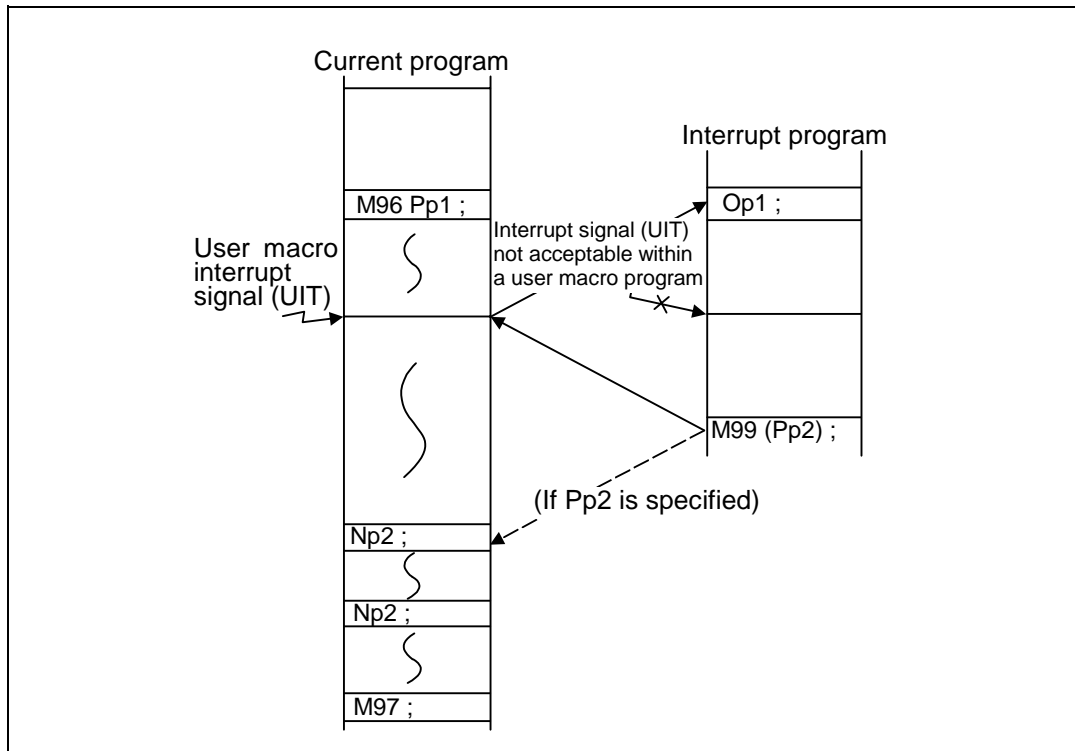 Current program
Interrupt program
M96 Pp1 ;
Op1 ;
User macro
interrupt
signal (UIT)
Interrupt signal (UIT)
not acceptable within
a user macro program
M99 (Pp2) ;
(If Pp2 is specified)
Np2 ;
Np2 ;
M97 ;